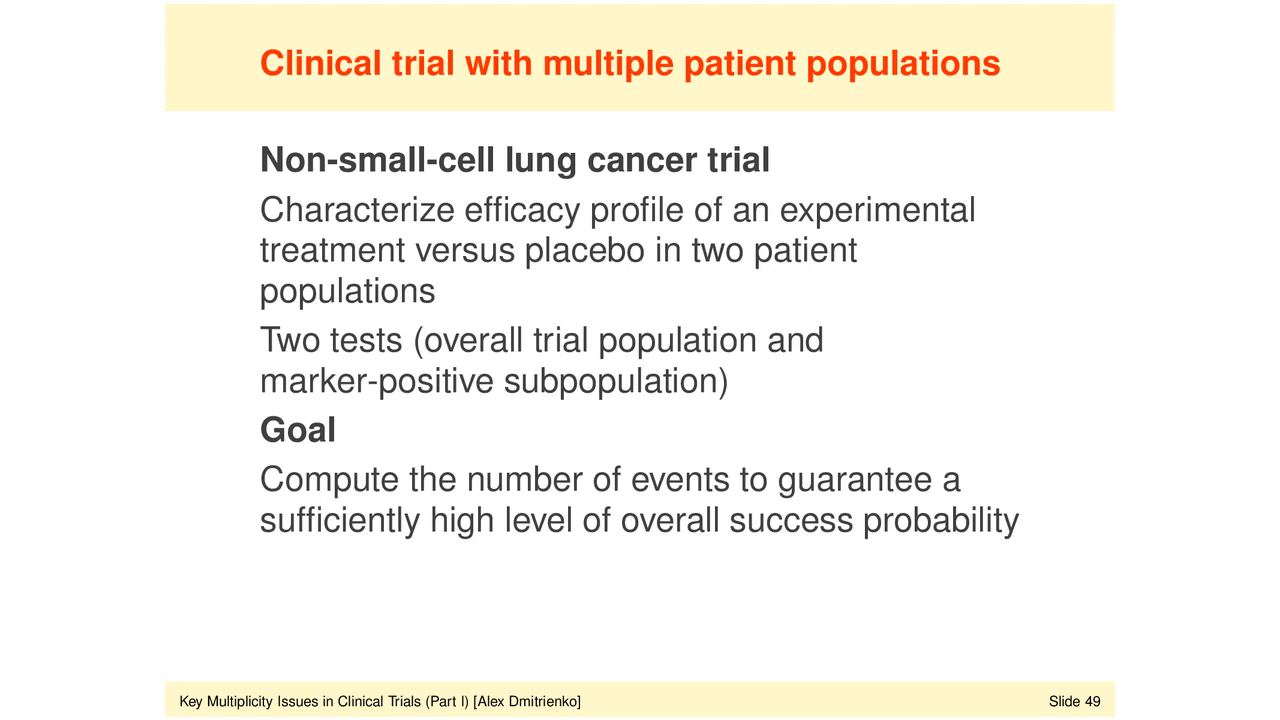 Clinical trial with multiple patient populations
Non-small-cell lung cancer trial
Characterize efficacy profile of an experimental
treatment versus placebo in two patient
populations
Two tests (overall trial population and
marker-positive subpopulation)
Goal
Compute the number of events to guarantee a
sufficiently high level of overall success probability
Key Multiplicity Issues in Clinical Trials (Part I) [Alex Dmitrienko]
Slide 49